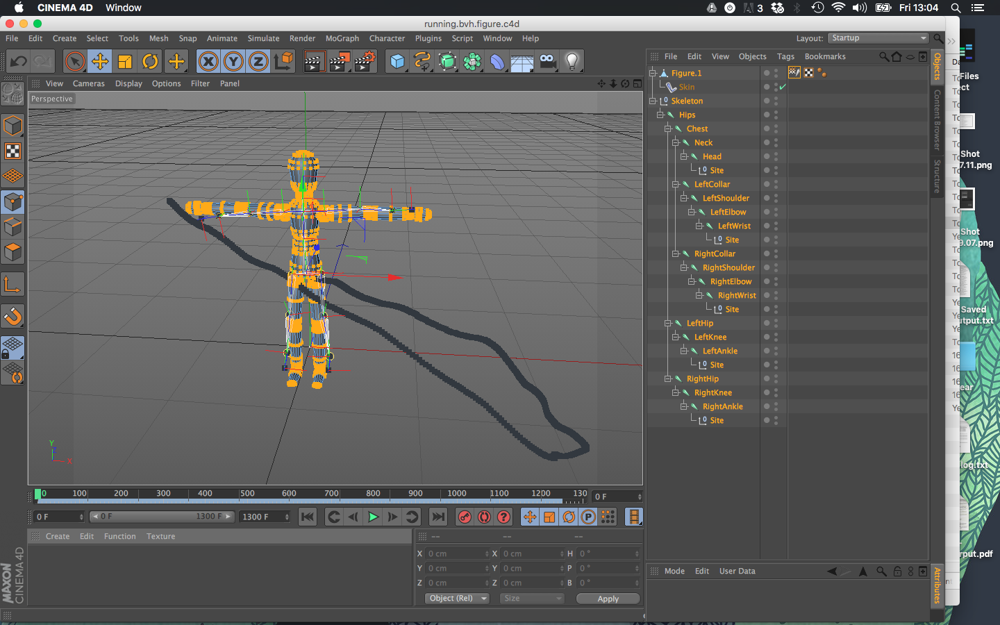 CINEMA 4D Window
3 Fri 13:04
running.bvh.figure.c4d
File Edit Create Select Tools Mesh Snap Animate Simulate Render MoGraph Character Plugins Script Window Help
Layout: Startup
File Edit View Objects Tags Bookmarks
View Cameras Display Options Filter Panel
Perspective
Figure.1
Skin
Skeleton
Hips
Chest
Neck
Head
Site
LeftCollar
LeftShoulder
LeftElbow
LeftWrist
Site
RightCollar
RightShoulder
RightElbow
RightWrist
Site
LeftHip
LeftKnee
LeftAnkle
Site
RightHip
RightKnee
RightAnkle
Site
Objects
Content Browser
Structure
Attributes
Files
ect
Shot
7.11.png
Shot
9.07.png
Saved
utput.txt
ear
log.txt
rput.pdf
Y
Z
X
0 100 200 300 400 500 600 700 800 900 1000 1100 1200 130
0 F
0 F 0 F 1300 F 1300 F
Create Edit Function Texture
-- -- --
X 0 cm X 0 cm H 0 °
Y 0 cm Y 0 cm P 0 °
Z 0 cm Z 0 cm B 0 °
Object (Rel) Size Apply
Mode Edit User Data
MAXON
CINEMA 4D